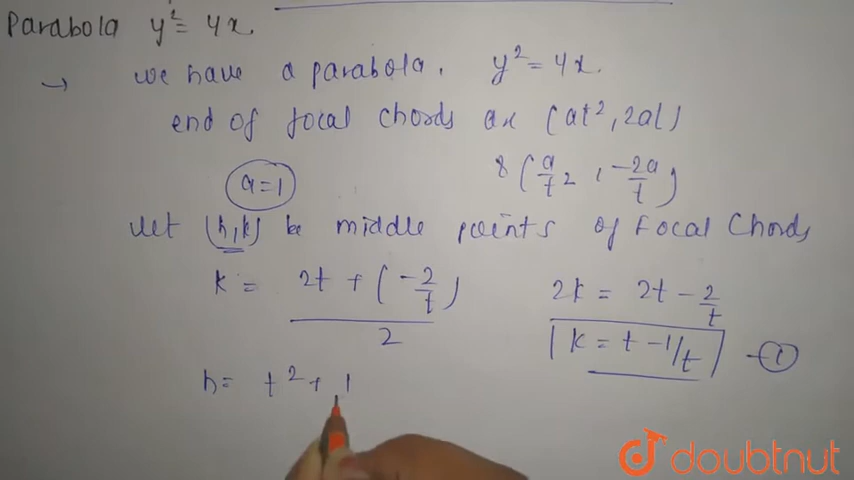 Parabola y² = 4x.
→ we have a parabola. y² = 4x.
end of focal chords are (at², 2at)
& (a/t², -2a/t)
a=1
Let (h,k) be middle points of Focal Chords
k = (2t + (-2/t))/2
2k = 2t - 2/t
k = t - 1/t -①
h = t² + 1
doubtnut